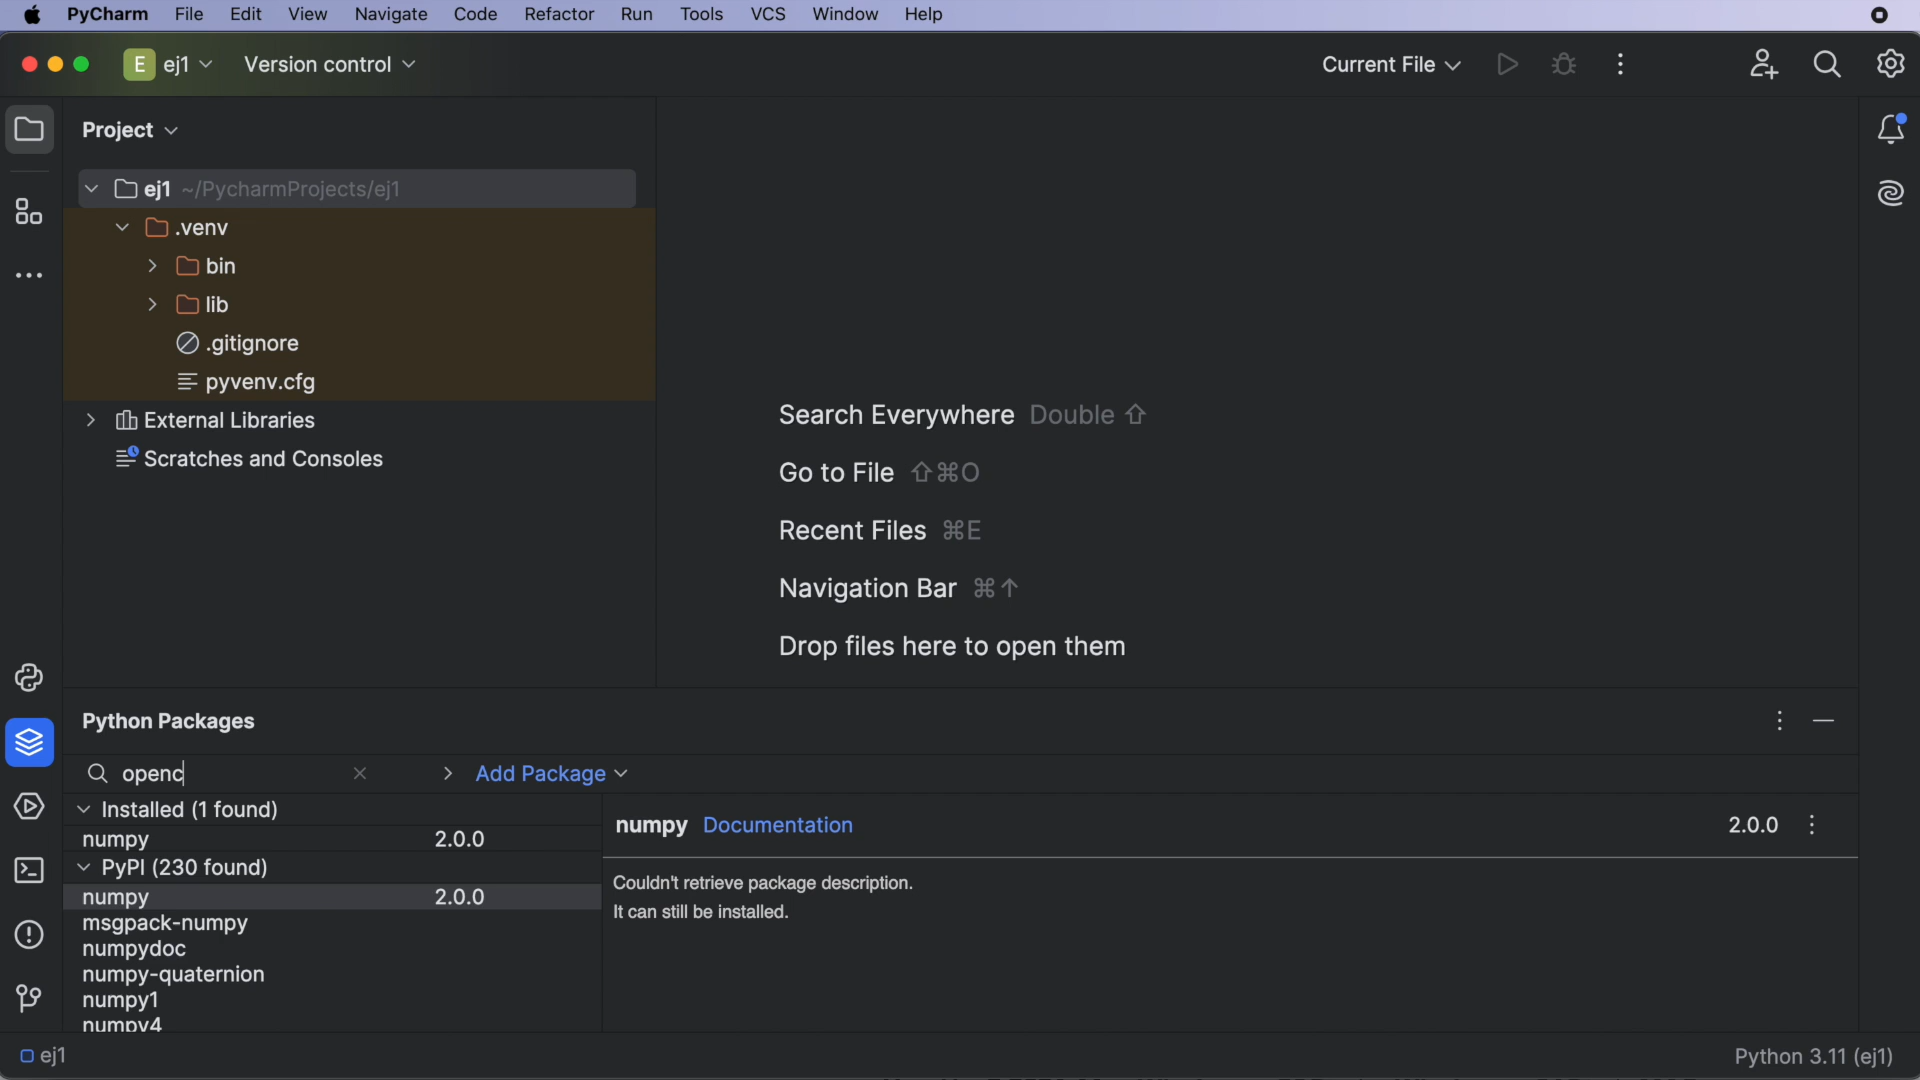 PyCharm File Edit View Navigate Code Refactor Run Tools VCS Window Help
E ej1 Version control Current File
Project
ej1 ~/PycharmProjects/ej1
.venv
bin
lib
.gitignore
pyvenv.cfg
External Libraries
Scratches and Consoles
Search Everywhere Double ⇧
Go to File ⇧⌘O
Recent Files ⌘E
Navigation Bar ⌘↑
Drop files here to open them
Python Packages
openc Add Package
Installed (1 found)
numpy 2.0.0
PyPI (230 found)
numpy 2.0.0
msgpack-numpy
numpydoc
numpy-quaternion
numpy1
numpy4
numpy Documentation 2.0.0
Couldn't retrieve package description.
It can still be installed.
ej1 Python 3.11 (ej1)